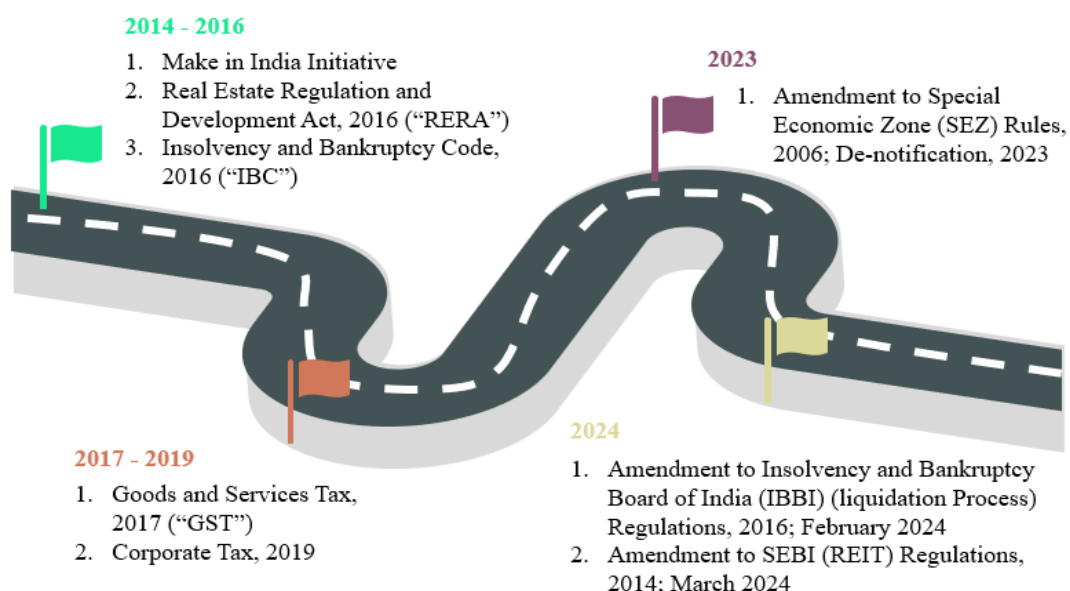 2014 - 2016
1. Make in India Initiative
2. Real Estate Regulation and
Development Act, 2016 (“RERA”)
3. Insolvency and Bankruptcy Code,
2016 (“IBC”)
2023
1. Amendment to Special
Economic Zone (SEZ) Rules,
2006; De-notification, 2023
2017 - 2019
1. Goods and Services Tax,
2017 (“GST”)
2. Corporate Tax, 2019
2024
1. Amendment to Insolvency and Bankruptcy
Board of India (IBBI) (liquidation Process)
Regulations, 2016; February 2024
2. Amendment to SEBI (REIT) Regulations,
2014; March 2024